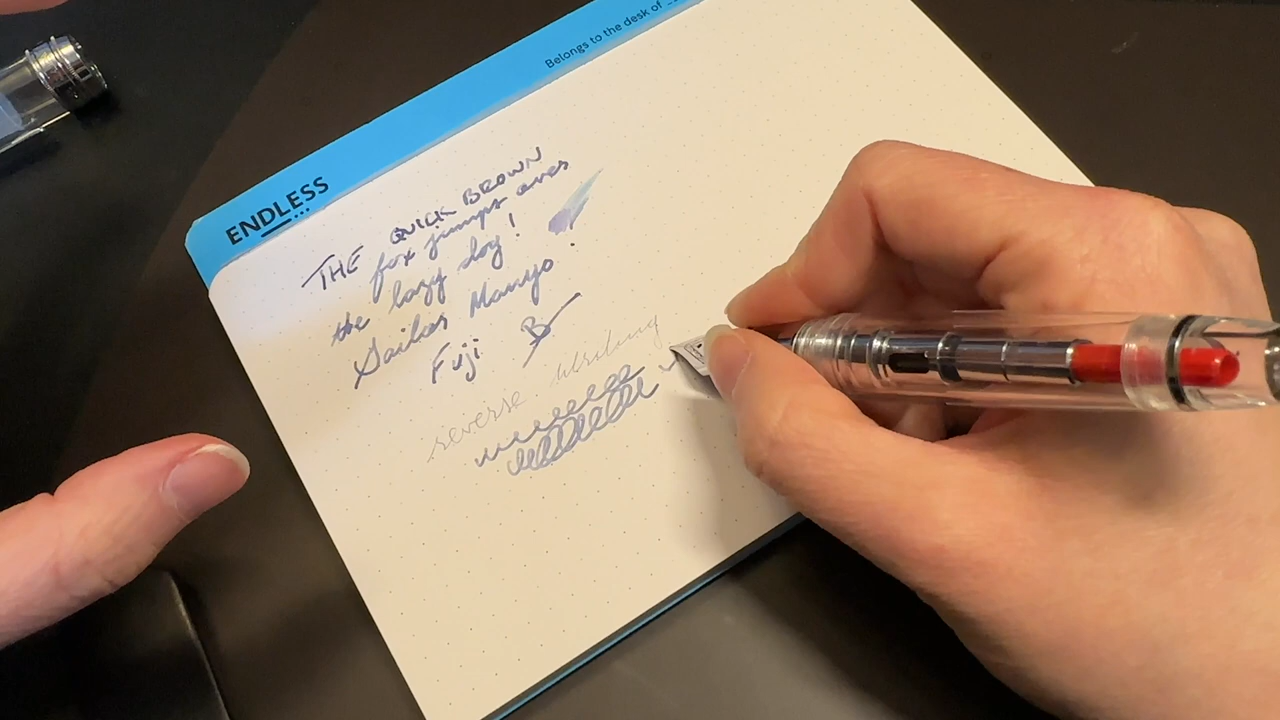 Belongs to the desk of
ENDLESS
THE QUICK BROWN
fox jumps over
the lazy dog!
Sailor Manyo
Fuji B
reverse writing